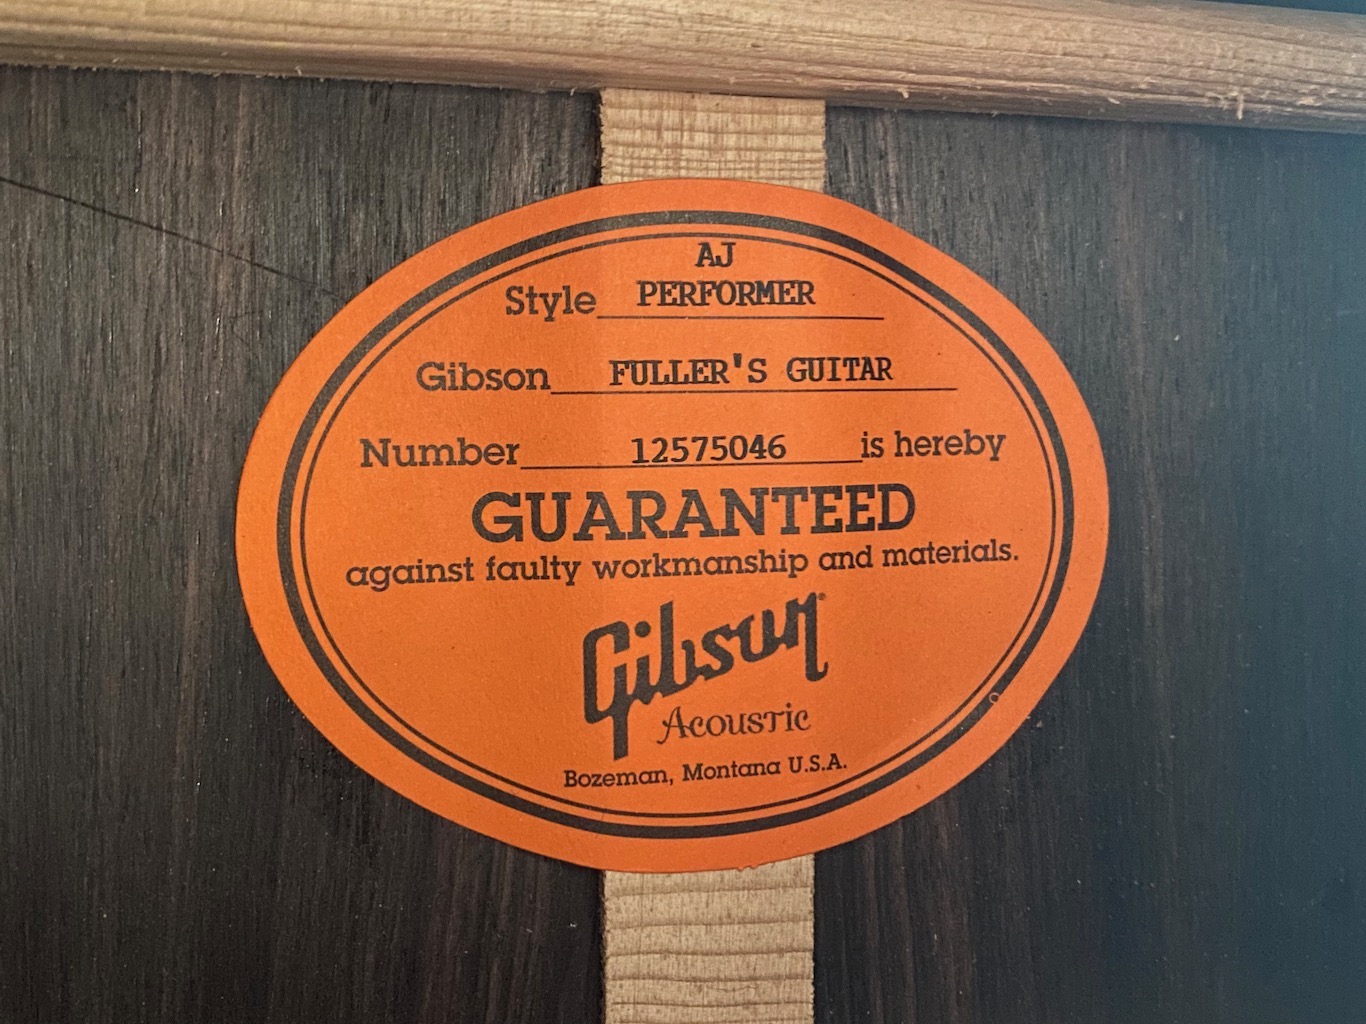 AJ
Style PERFORMER
Gibson FULLER'S GUITAR
Number 12575046 is hereby
GUARANTEED
against faulty workmanship and materials.
Gibson
Acoustic
Bozeman, Montana U.S.A.